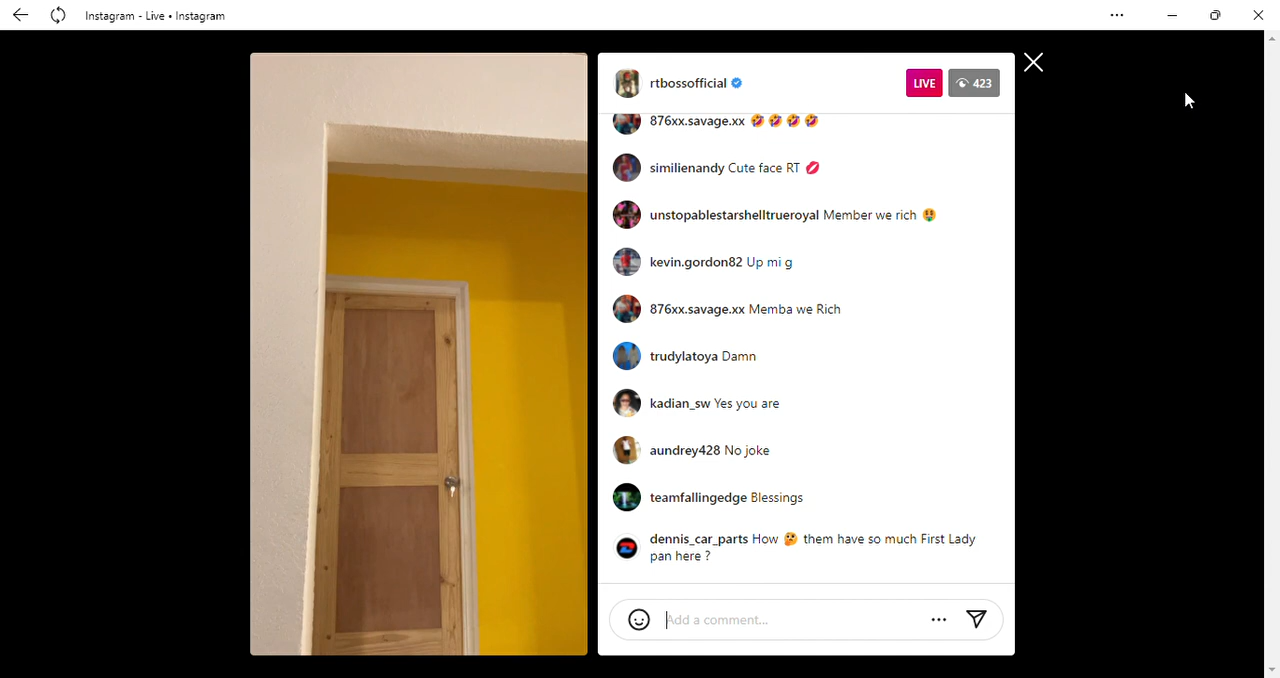 Instagram - Live • Instagram
rtbossofficial
LIVE
423
876xx.savage.xx 🤣 🤣 🤣 🤣
similienandy Cute face RT 💋
unstopablestarshelltrueroyal Member we rich 🤑
kevin.gordon82 Up mi g
876xx.savage.xx Memba we Rich
trudylatoya Damn
kadian_sw Yes you are
aundrey428 No joke
teamfallingedge Blessings
dennis_car_parts How 🤔 them have so much First Lady
pan here ?
Add a comment...